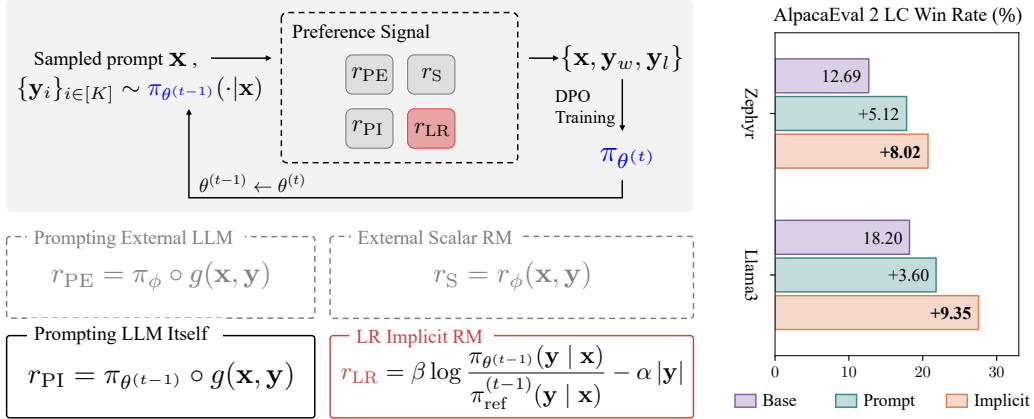 Sampled prompt x ,
{y_i}_{i∈[K]} ∼ π_{θ^{(t−1)}}(·|x)
Preference Signal
r_PE r_S
r_PI r_LR
{x, y_w, y_l}
DPO
Training
π_{θ^{(t)}}
θ^{(t−1)} ← θ^{(t)}
Prompting External LLM
r_PE = π_ϕ ∘ g(x, y)
External Scalar RM
r_S = r_ϕ(x, y)
Prompting LLM Itself
r_PI = π_{θ^{(t−1)}} ∘ g(x, y)
LR Implicit RM
r_LR = β log π_{θ^{(t−1)}}(y | x) / π_ref^{(t−1)}(y | x) − α |y|
AlpacaEval 2 LC Win Rate (%)
Zephyr
12.69
+5.12
+8.02
Llama3
18.20
+3.60
+9.35
0 10 20 30
Base Prompt Implicit